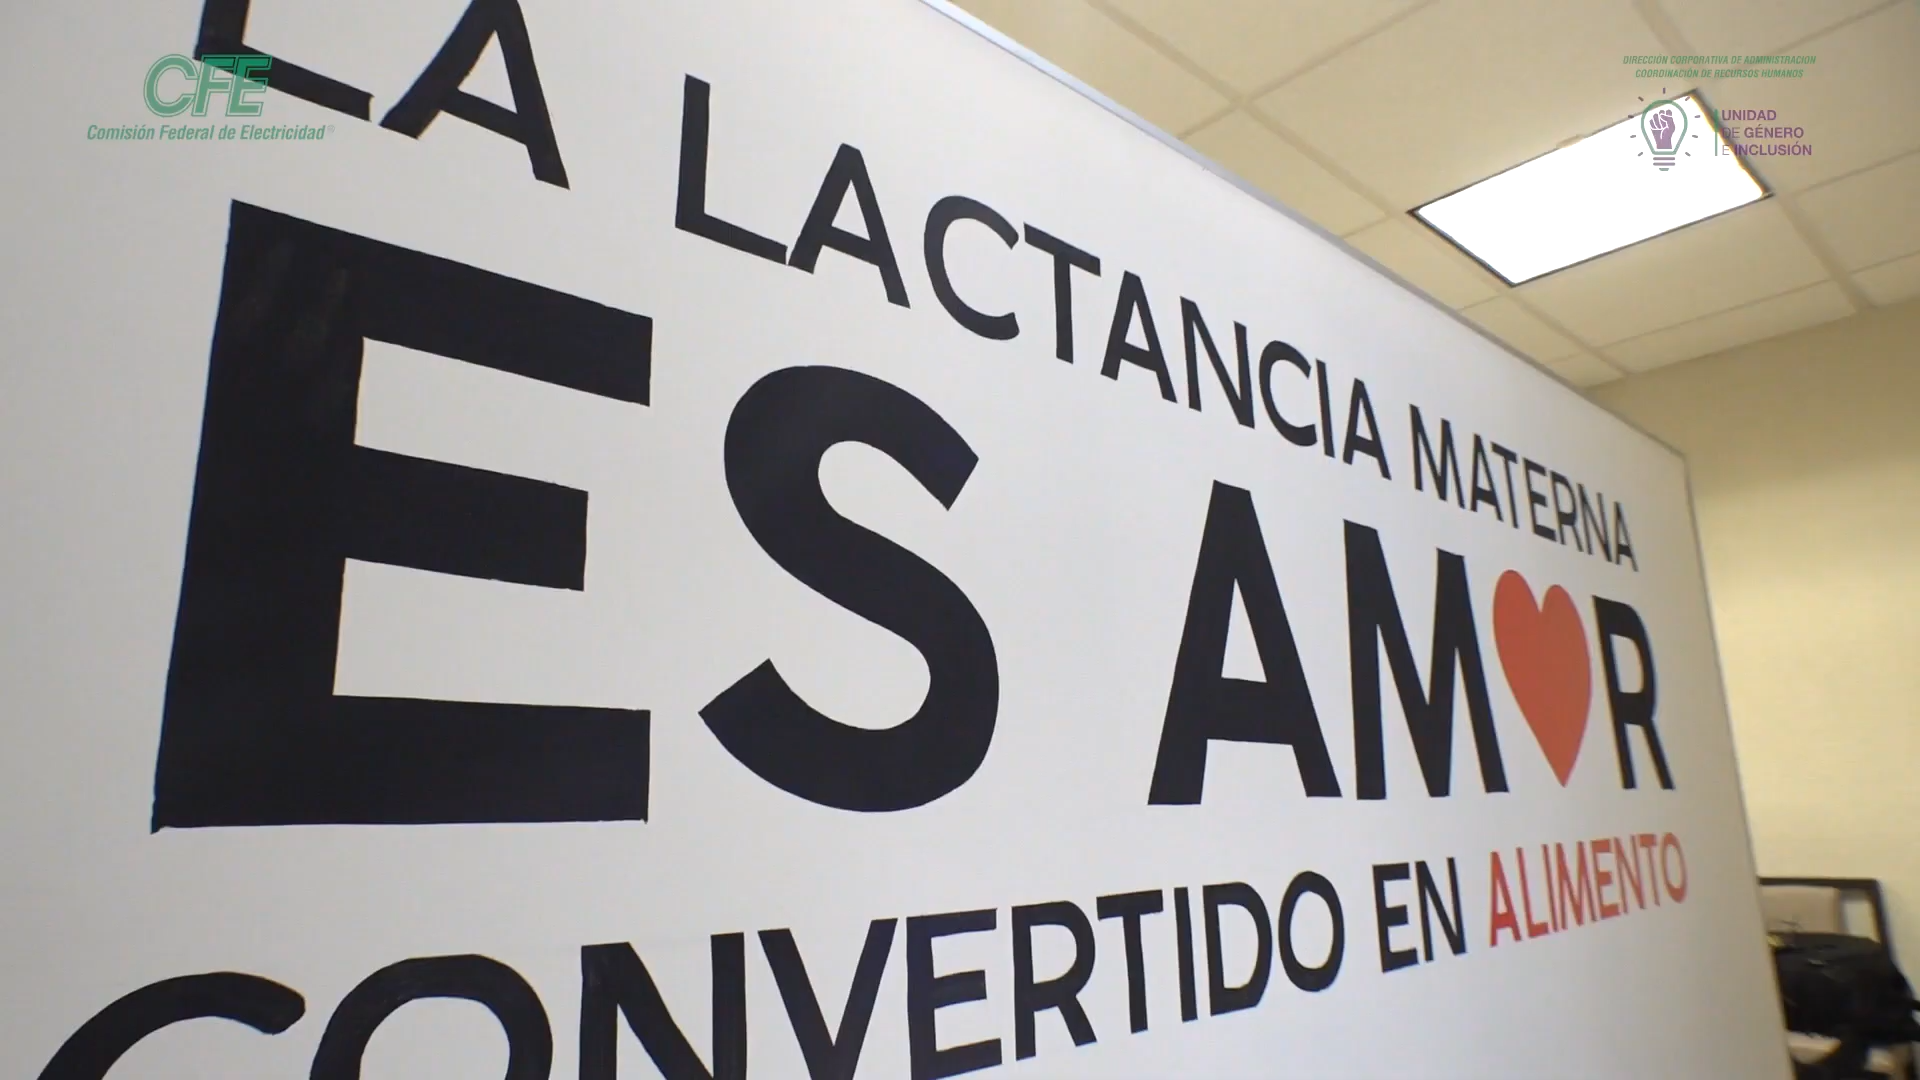 CFE
Comisión Federal de Electricidad®
DIRECCIÓN CORPORATIVA DE ADMINISTRACIÓN
COORDINACIÓN DE RECURSOS HUMANOS
UNIDAD
DE GÉNERO
E INCLUSIÓN
LA LACTANCIA MATERNA
ES AM❤R
CONVERTIDO EN ALIMENTO